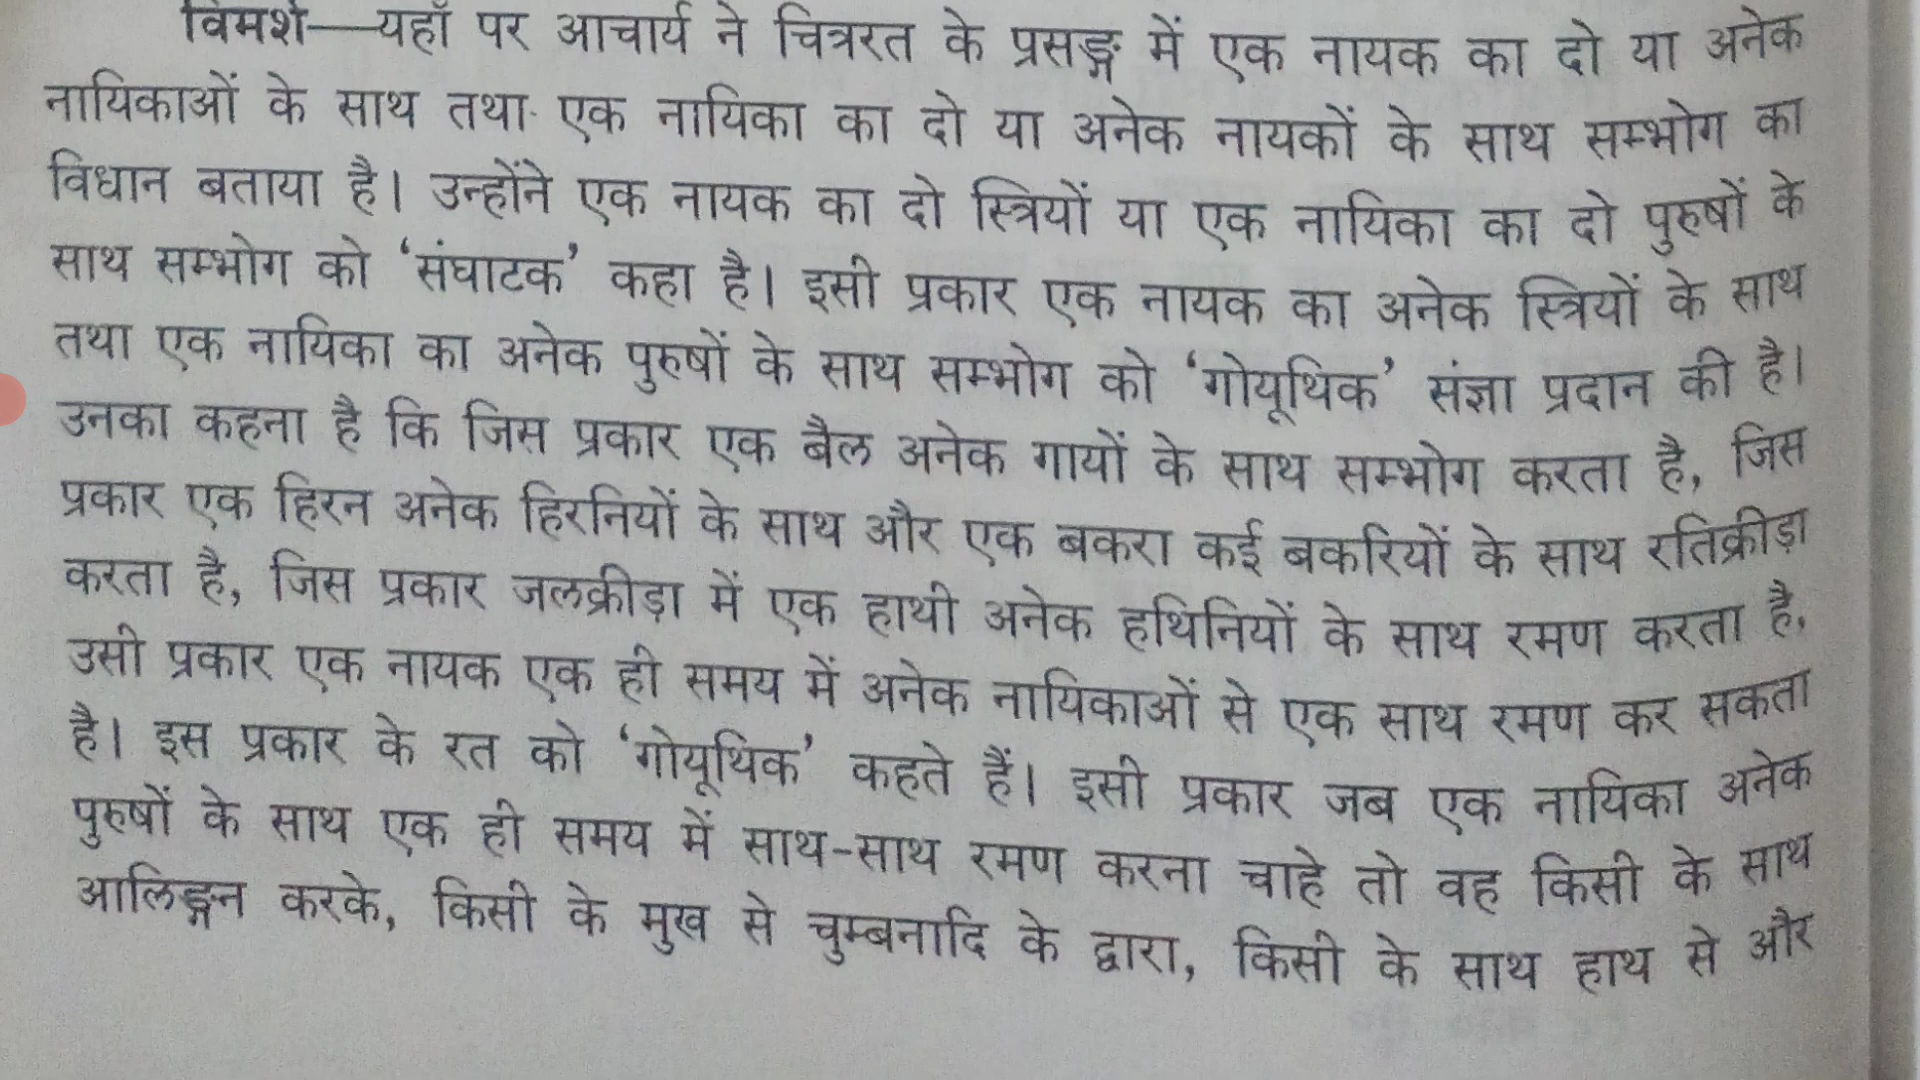 विमर्श—यहाँ पर आचार्य ने चित्ररत के प्रसङ्ग में एक नायक का दो या अनेक
नायिकाओं के साथ तथा एक नायिका का दो या अनेक नायकों के साथ सम्भोग का
विधान बताया है। उन्होंने एक नायक का दो स्त्रियों या एक नायिका का दो पुरुषों के
साथ सम्भोग को ‘संघाटक’ कहा है। इसी प्रकार एक नायक का अनेक स्त्रियों के साथ
तथा एक नायिका का अनेक पुरुषों के साथ सम्भोग को ‘गोयूथिक’ संज्ञा प्रदान की है।
उनका कहना है कि जिस प्रकार एक बैल अनेक गायों के साथ सम्भोग करता है, जिस
प्रकार एक हिरन अनेक हिरनियों के साथ और एक बकरा कई बकरियों के साथ रतिक्रीड़ा
करता है, जिस प्रकार जलक्रीड़ा में एक हाथी अनेक हथिनियों के साथ रमण करता है,
उसी प्रकार एक नायक एक ही समय में अनेक नायिकाओं से एक साथ रमण कर सकता
है। इस प्रकार के रत को ‘गोयूथिक’ कहते हैं। इसी प्रकार जब एक नायिका अनेक
पुरुषों के साथ एक ही समय में साथ-साथ रमण करना चाहे तो वह किसी के साथ
आलिङ्गन करके, किसी के मुख से चुम्बनादि के द्वारा, किसी के साथ हाथ से और